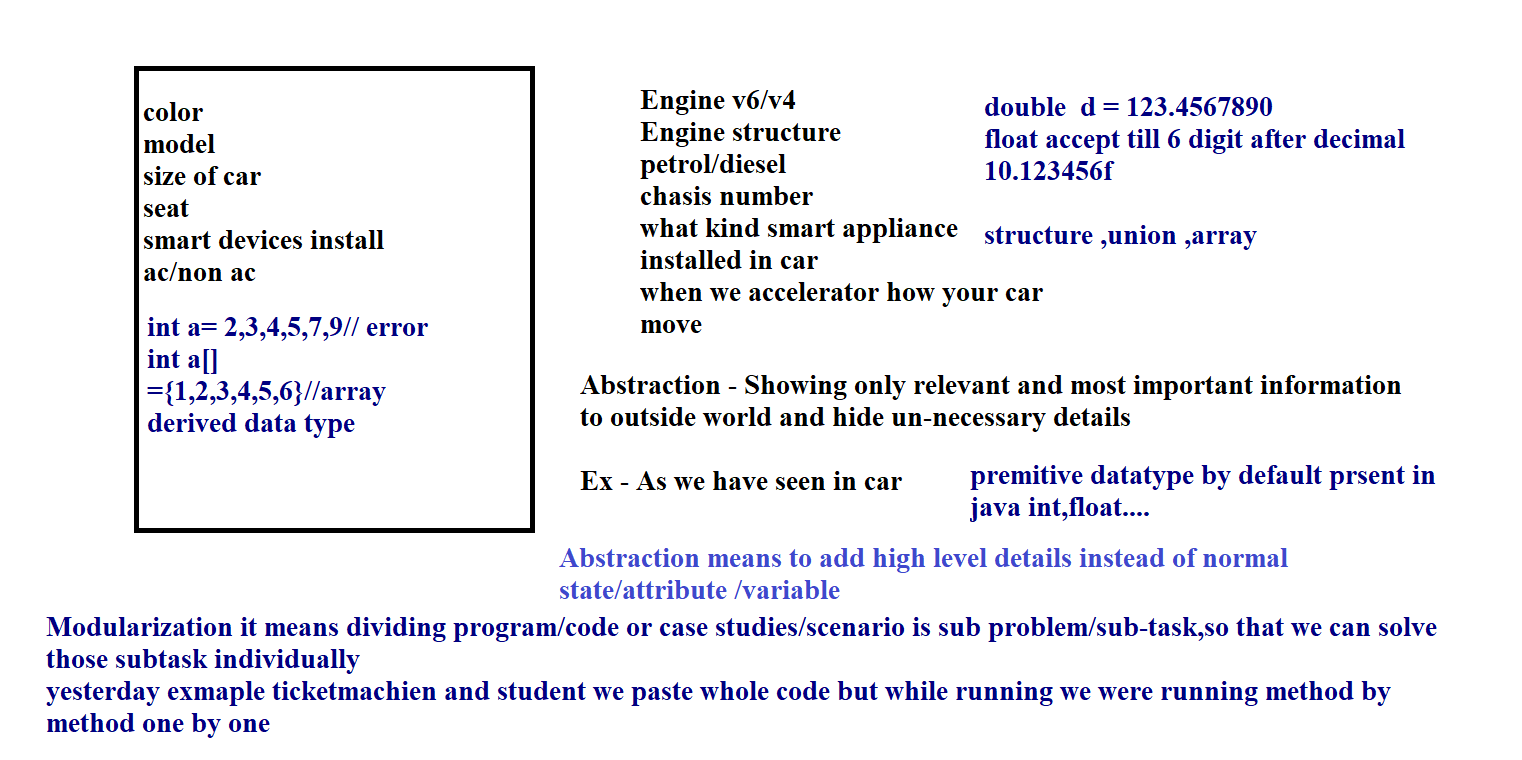 color
model
size of car
seat
smart devices install
ac/non ac
int a= 2,3,4,5,7,9// error
int a[]
={1,2,3,4,5,6}//array
derived data type
Engine v6/v4
Engine structure
petrol/diesel
chasis number
what kind smart appliance
installed in car
when we accelerator how your car
move
double  d = 123.4567890
float accept till 6 digit after decimal
10.123456f
structure ,union ,array
Abstraction - Showing only relevant and most important information
to outside world and hide un-necessary details
Ex - As we have seen in car
premitive datatype by default prsent in
java int,float....
Abstraction means to add high level details instead of normal
state/attribute /variable
Modularization it means dividing program/code or case studies/scenario is sub problem/sub-task,so that we can solve
those subtask individually
yesterday exmaple ticketmachien and student we paste whole code but while running we were running method by
method one by one